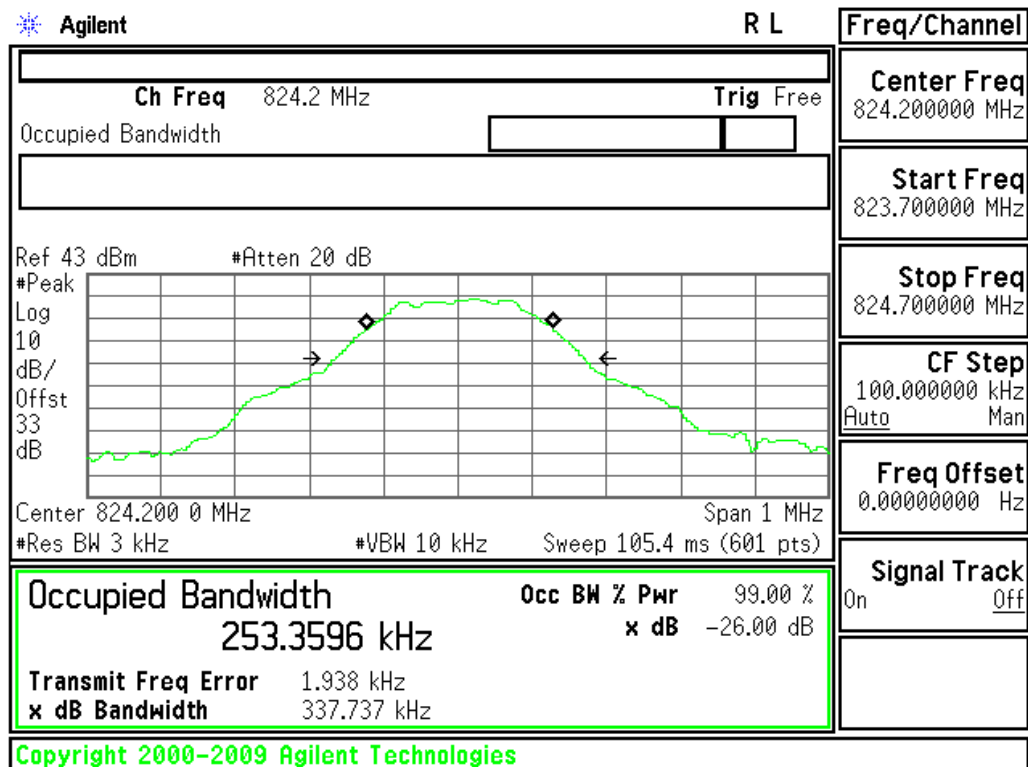 Agilent R L
Ch Freq 824.2 MHz Trig Free
Occupied Bandwidth
Ref 43 dBm #Atten 20 dB
#Peak
Log
10
dB/
Offst
33
dB
Center 824.200 0 MHz Span 1 MHz
#Res BW 3 kHz #VBW 10 kHz Sweep 105.4 ms (601 pts)
Occupied Bandwidth Occ BW % Pwr 99.00 %
253.3596 kHz x dB -26.00 dB
Transmit Freq Error 1.938 kHz
x dB Bandwidth 337.737 kHz
Copyright 2000-2009 Agilent Technologies
Freq/Channel
Center Freq
824.200000 MHz
Start Freq
823.700000 MHz
Stop Freq
824.700000 MHz
CF Step
100.000000 kHz
Auto Man
Freq Offset
0.00000000 Hz
Signal Track
On Off